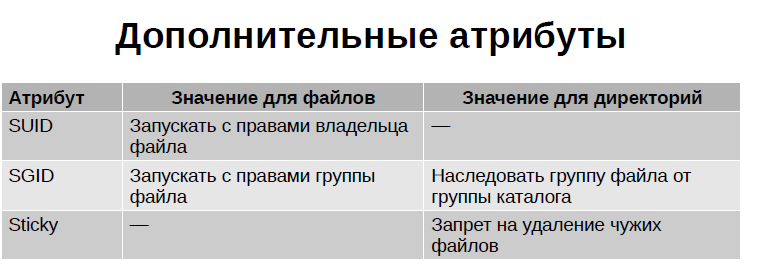 Дополнительные атрибуты
Атрибут Значение для файлов Значение для директорий
SUID Запускать с правами владельца файла —
SGID Запускать с правами группы файла Наследовать группу файла от группы каталога
Sticky — Запрет на удаление чужих файлов